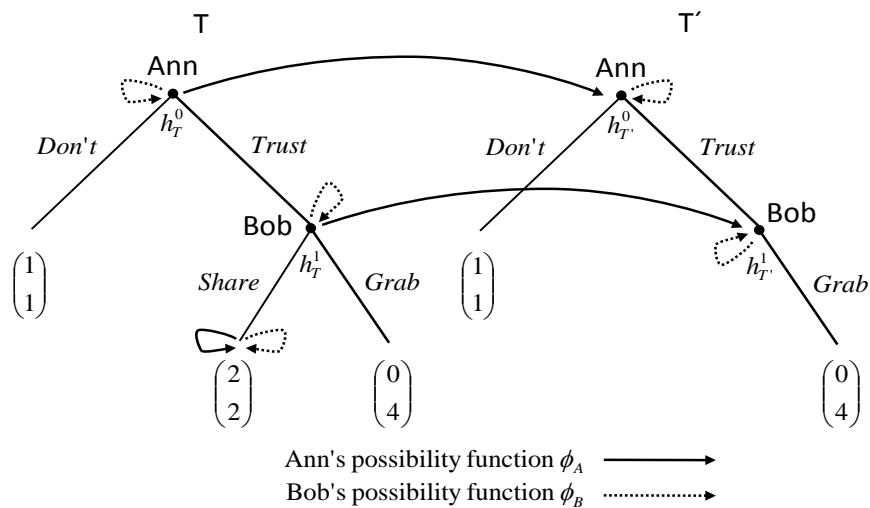 T T´
Ann Ann
h_T^0 h_{T'}^0
Don't Trust Don't Trust
Bob Bob
h_T^1 h_{T'}^1
(1 1) Share Grab (1 1) Grab
(2 2) (0 4) (0 4)
Ann's possibility function ϕ_A
Bob's possibility function ϕ_B